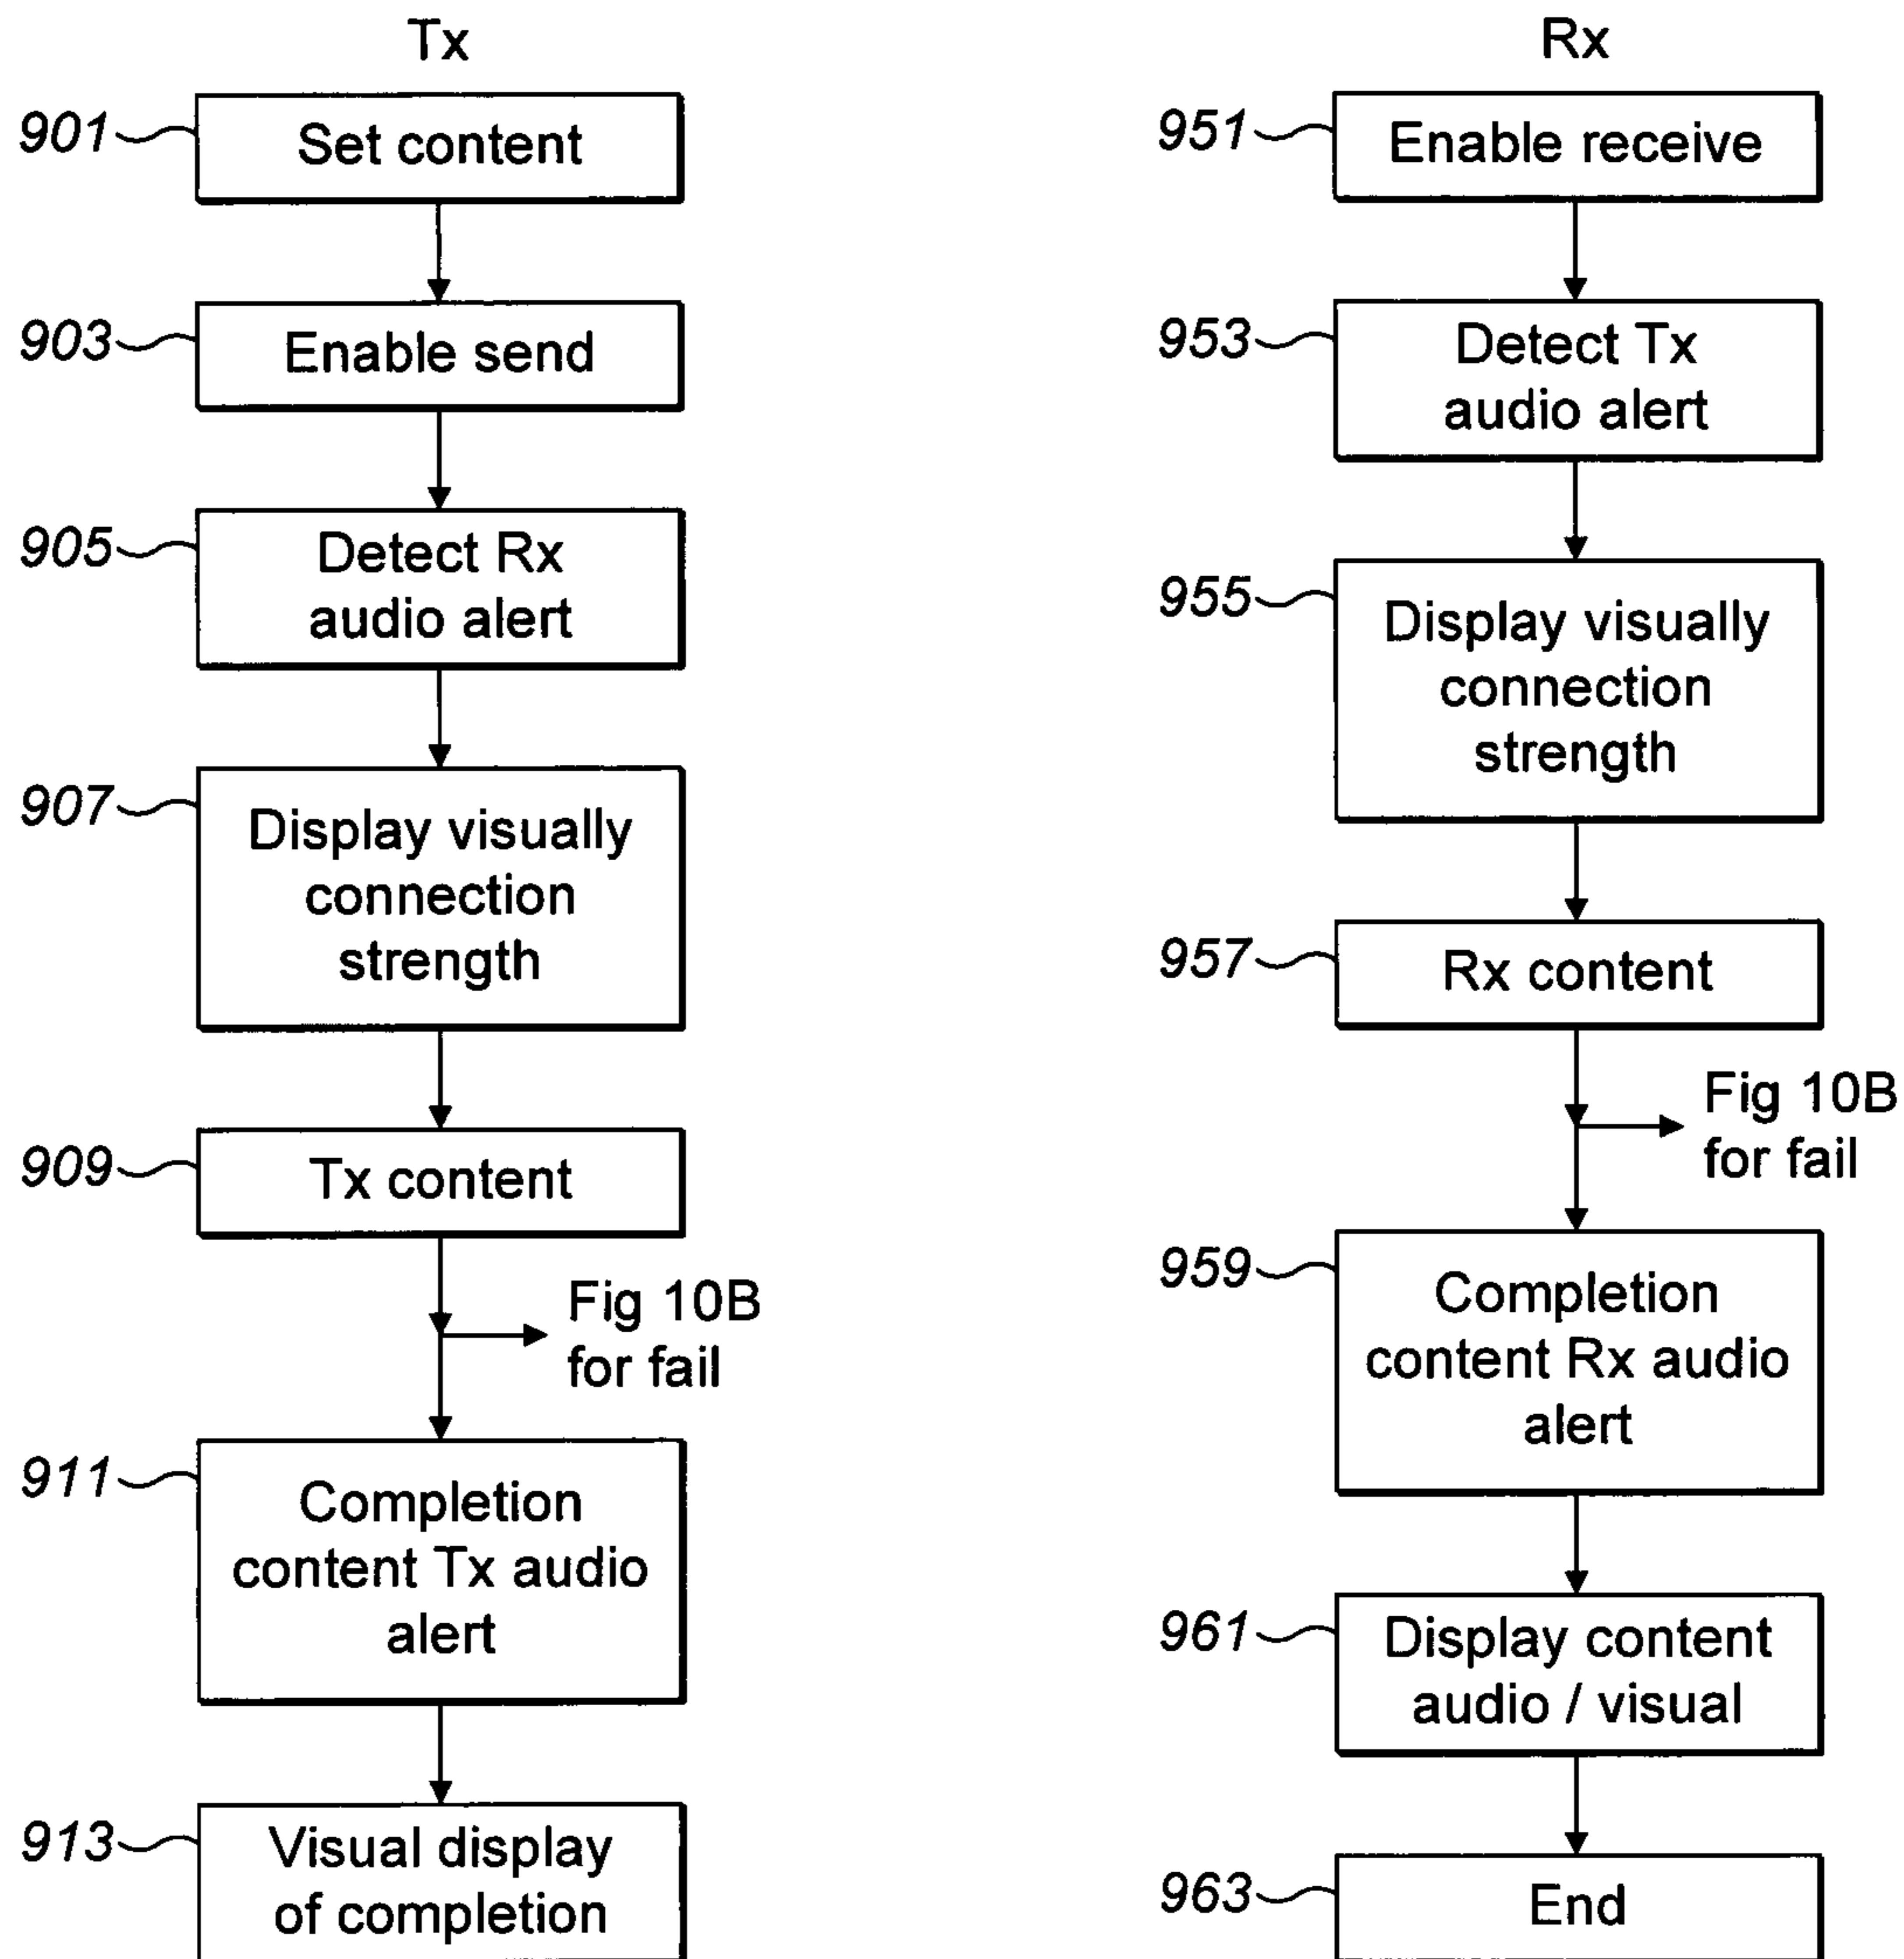 Tx
901
Set content
903
Enable send
905
Detect Rx
audio alert
907
Display visually
connection
strength
909
Tx content
Fig 10B
for fail
911
Completion
content Tx audio
alert
913
Visual display
of completion
Rx
951
Enable receive
953
Detect Tx
audio alert
955
Display visually
connection
strength
957
Rx content
Fig 10B
for fail
959
Completion
content Rx audio
alert
961
Display content
audio / visual
963
End